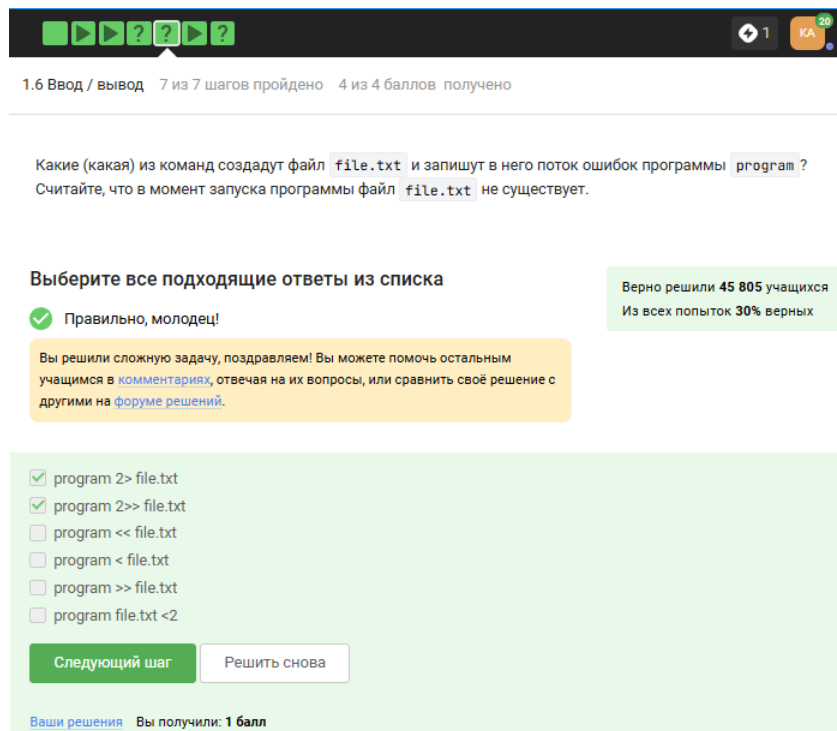 ? ? ? 1 KA 20
1.6 Ввод / вывод 7 из 7 шагов пройдено 4 из 4 баллов получено
Какие (какая) из команд создадут файл file.txt и запишут в него поток ошибок программы program ?
Считайте, что в момент запуска программы файл file.txt не существует.
Выберите все подходящие ответы из списка
Верно решили 45 805 учащихся
Из всех попыток 30% верных
Правильно, молодец!
Вы решили сложную задачу, поздравляем! Вы можете помочь остальным
учащимся в комментариях, отвечая на их вопросы, или сравнить своё решение с
другими на форуме решений.
program 2> file.txt
program 2>> file.txt
program << file.txt
program < file.txt
program >> file.txt
program file.txt <2
Следующий шаг Решить снова
Ваши решения Вы получили: 1 балл